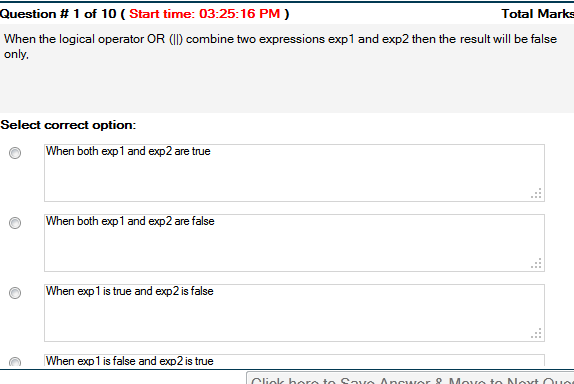 Question # 1 of 10 ( Start time: 03:25:16 PM ) Total Marks
When the logical operator OR (||) combine two expressions exp1 and exp2 then the result will be false
only,
Select correct option:
When both exp1 and exp2 are true
When both exp1 and exp2 are false
When exp1 is true and exp2 is false
When exp1 is false and exp2 is true
Click here to Save Answer & Move to Next Ques